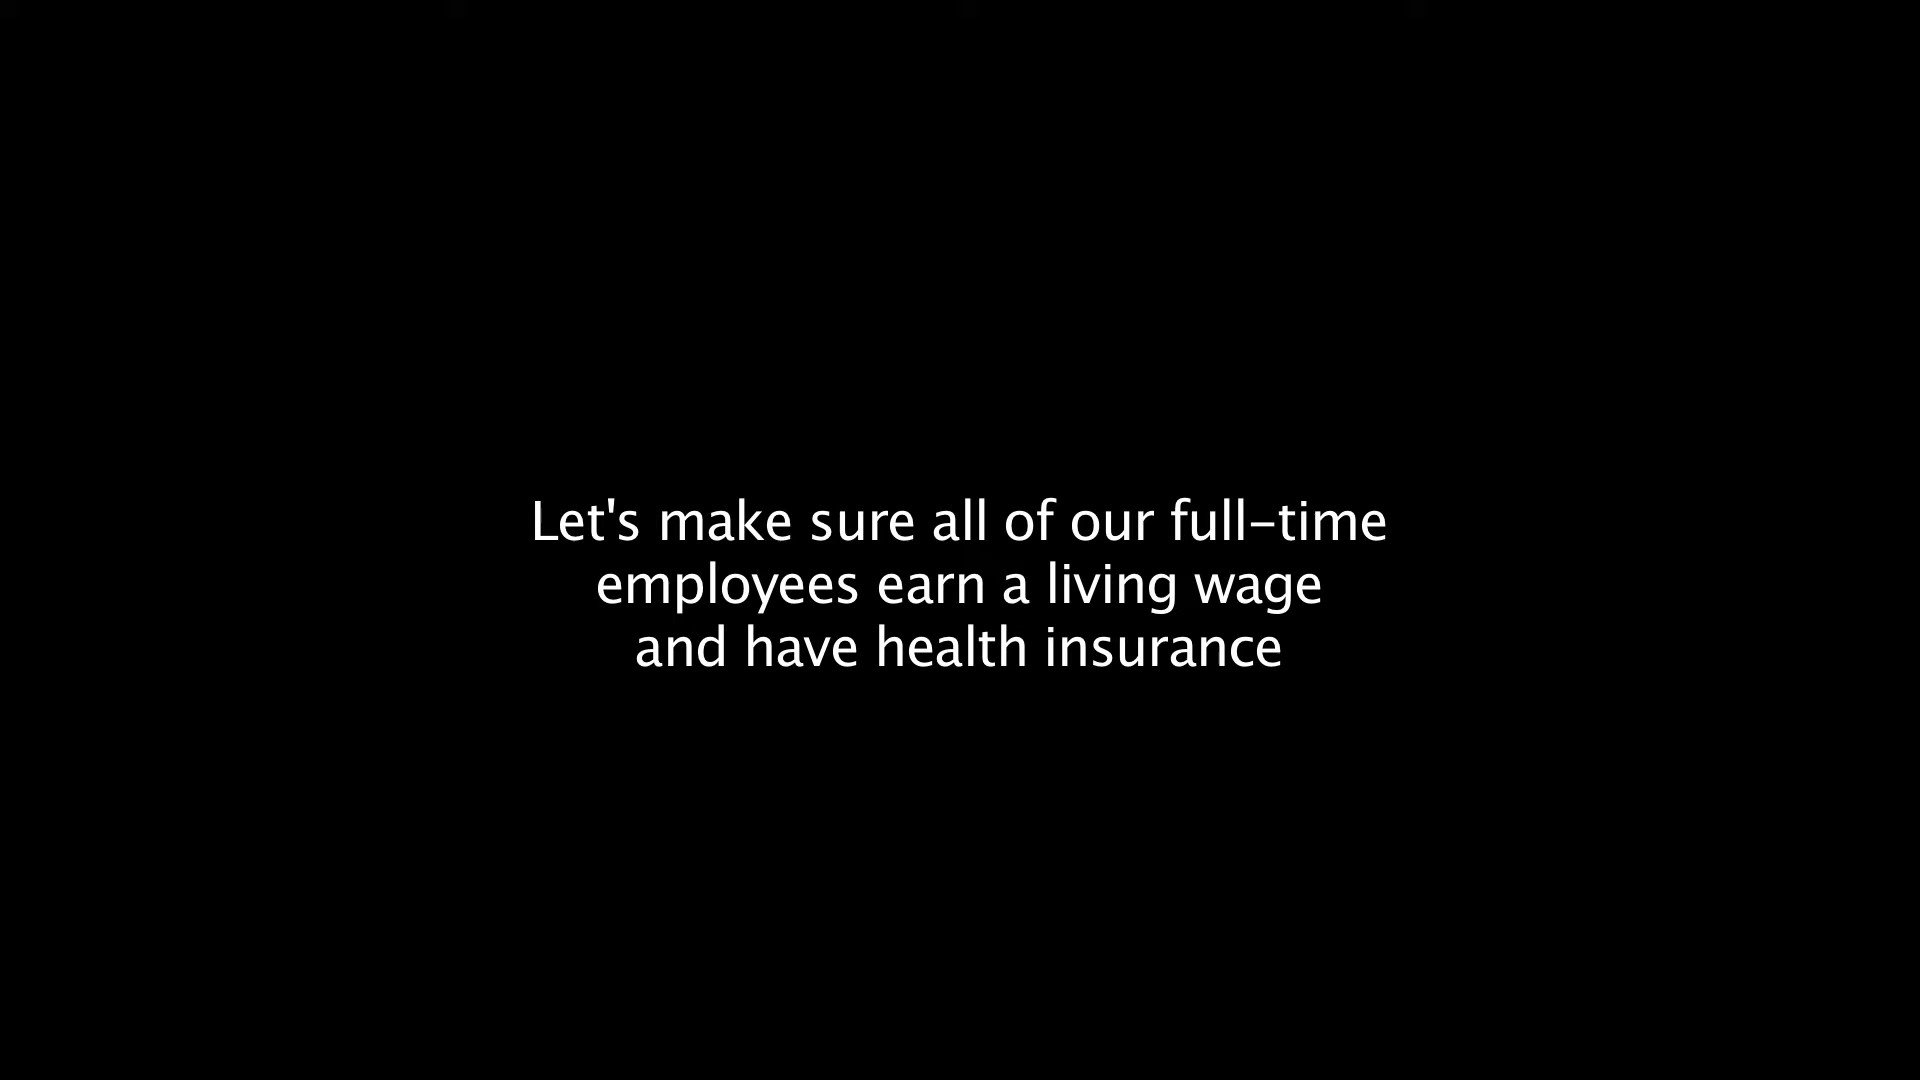 Let's make sure all of our full-time
employees earn a living wage
and have health insurance